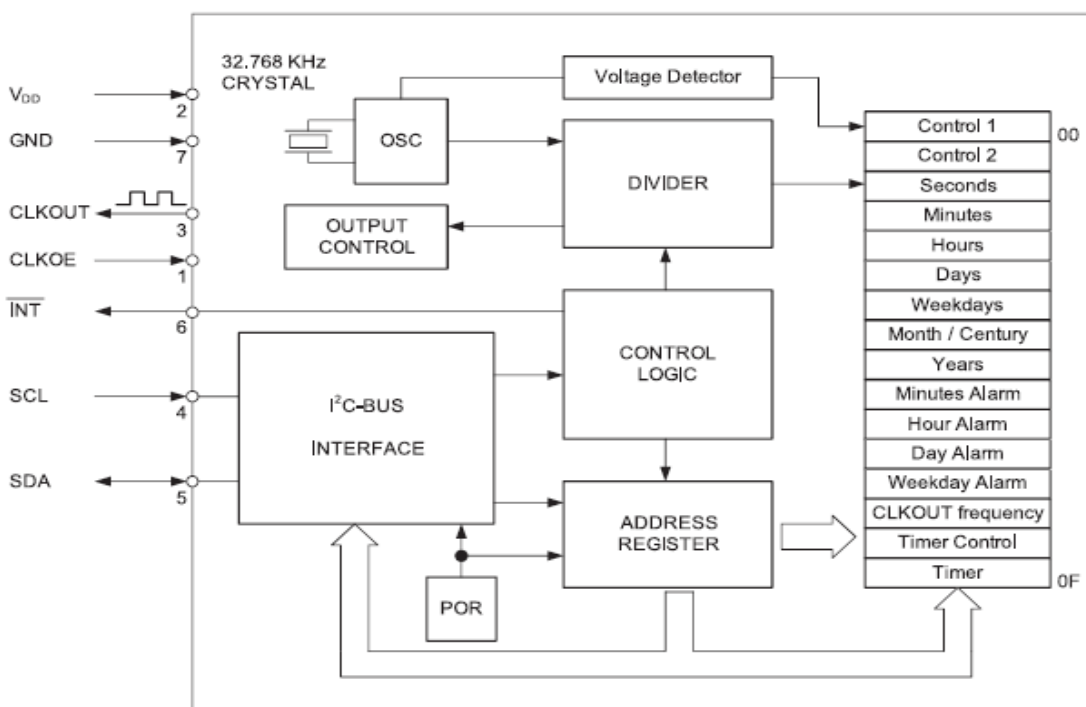 32.768 KHz
CRYSTAL
Voltage Detector
OSC
DIVIDER
OUTPUT
CONTROL
CONTROL
LOGIC
I²C-BUS
INTERFACE
ADDRESS
REGISTER
POR
V_DD
2
GND
7
CLKOUT
3
CLKOE
1
INT
6
SCL
4
SDA
5
Control 1
00
Control 2
Seconds
Minutes
Hours
Days
Weekdays
Month / Century
Years
Minutes Alarm
Hour Alarm
Day Alarm
Weekday Alarm
CLKOUT frequency
Timer Control
Timer
0F